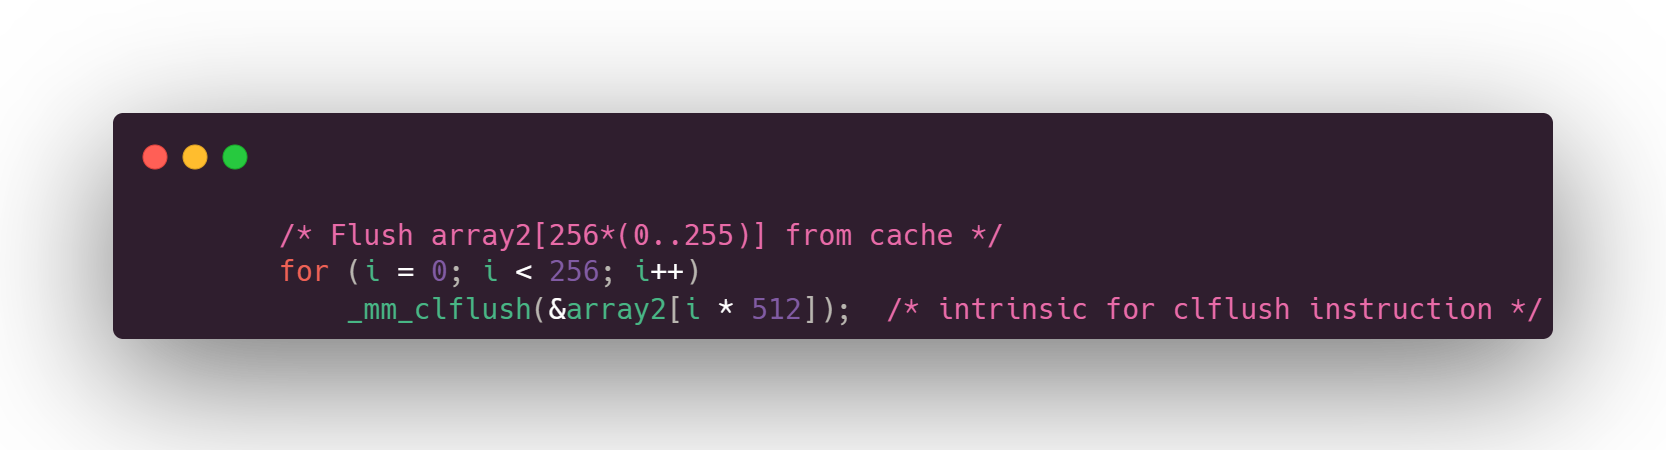 /* Flush array2[256*(0..255)] from cache */
for (i = 0; i < 256; i++)
_mm_clflush(&array2[i * 512]);  /* intrinsic for clflush instruction */